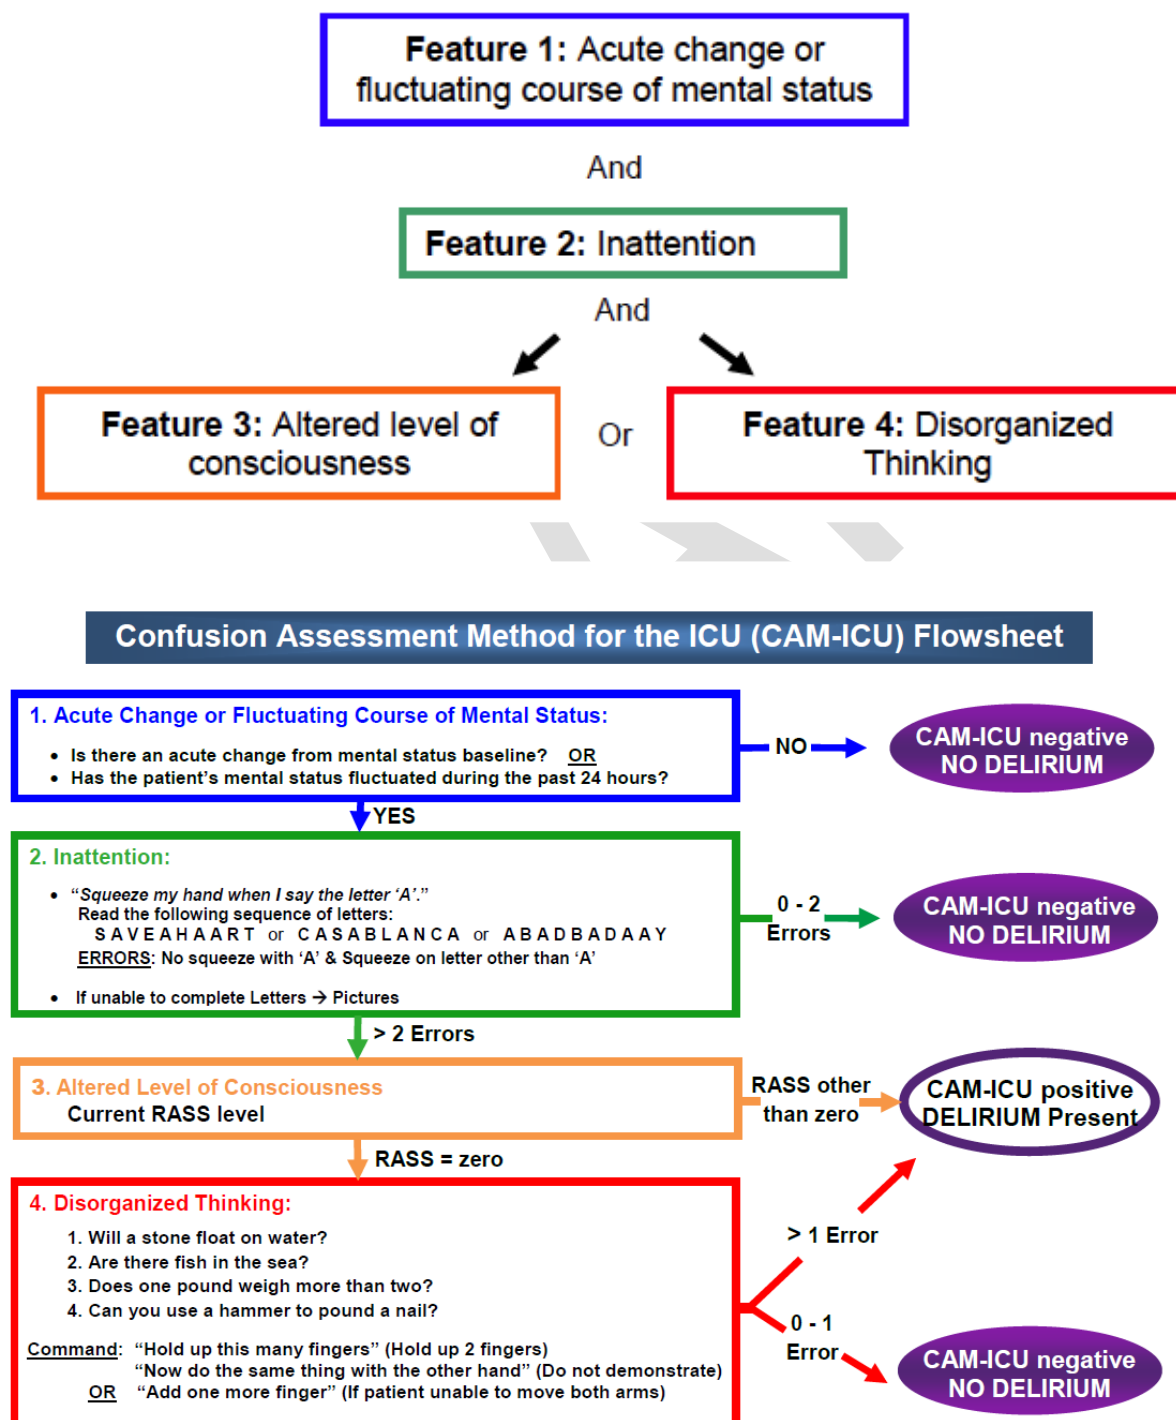 Feature 1: Acute change or
fluctuating course of mental status
And
Feature 2: Inattention
And
Feature 3: Altered level of
consciousness
Or
Feature 4: Disorganized
Thinking
Confusion Assessment Method for the ICU (CAM-ICU) Flowsheet
1. Acute Change or Fluctuating Course of Mental Status:
• Is there an acute change from mental status baseline? OR
• Has the patient's mental status fluctuated during the past 24 hours?
NO
CAM-ICU negative
NO DELIRIUM
YES
2. Inattention:
• “Squeeze my hand when I say the letter ‘A’.”
Read the following sequence of letters:
S A V E A H A A R T or C A S A B L A N C A or A B A D B A D A A Y
ERRORS: No squeeze with ‘A’ & Squeeze on letter other than ‘A’
• If unable to complete Letters → Pictures
0 - 2
Errors
CAM-ICU negative
NO DELIRIUM
> 2 Errors
3. Altered Level of Consciousness
Current RASS level
RASS other
than zero
CAM-ICU positive
DELIRIUM Present
RASS = zero
4. Disorganized Thinking:
1. Will a stone float on water?
2. Are there fish in the sea?
3. Does one pound weigh more than two?
4. Can you use a hammer to pound a nail?
Command: “Hold up this many fingers” (Hold up 2 fingers)
“Now do the same thing with the other hand” (Do not demonstrate)
OR “Add one more finger” (If patient unable to move both arms)
> 1 Error
0 - 1
Error
CAM-ICU negative
NO DELIRIUM